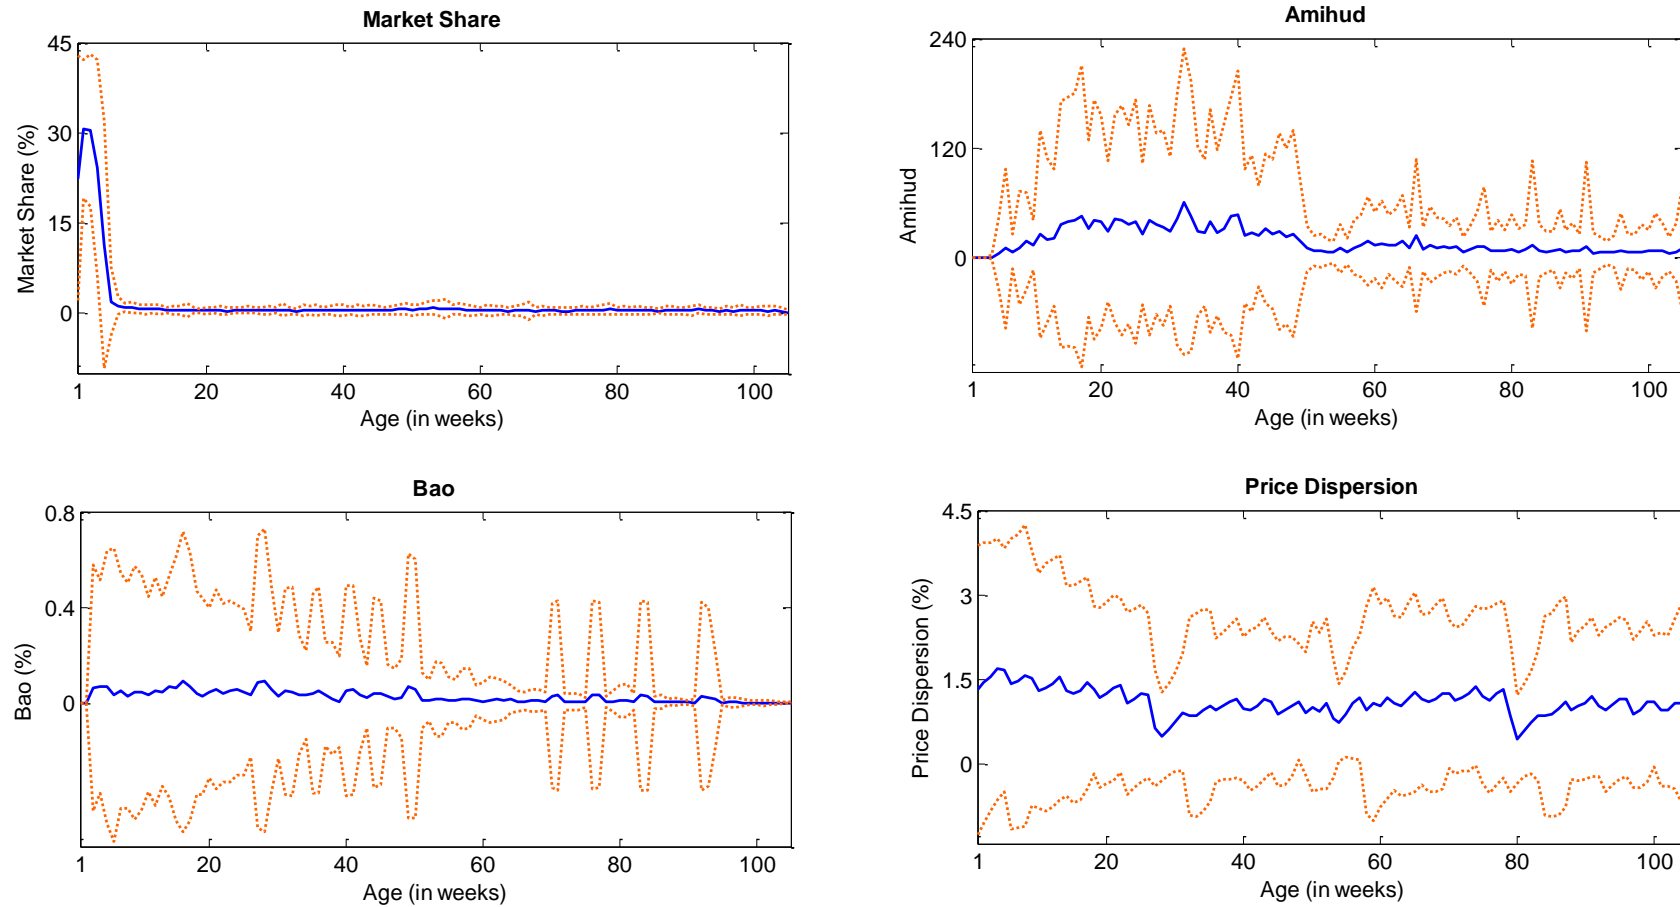 Market Share
45
30
15
0
Market Share (%)
1 20 40 60 80 100
Age (in weeks)
Amihud
240
120
0
Amihud
1 20 40 60 80 100
Age (in weeks)
Bao
0.8
0.4
0
Bao (%)
1 20 40 60 80 100
Age (in weeks)
Price Dispersion
4.5
3
1.5
0
Price Dispersion (%)
1 20 40 60 80 100
Age (in weeks)